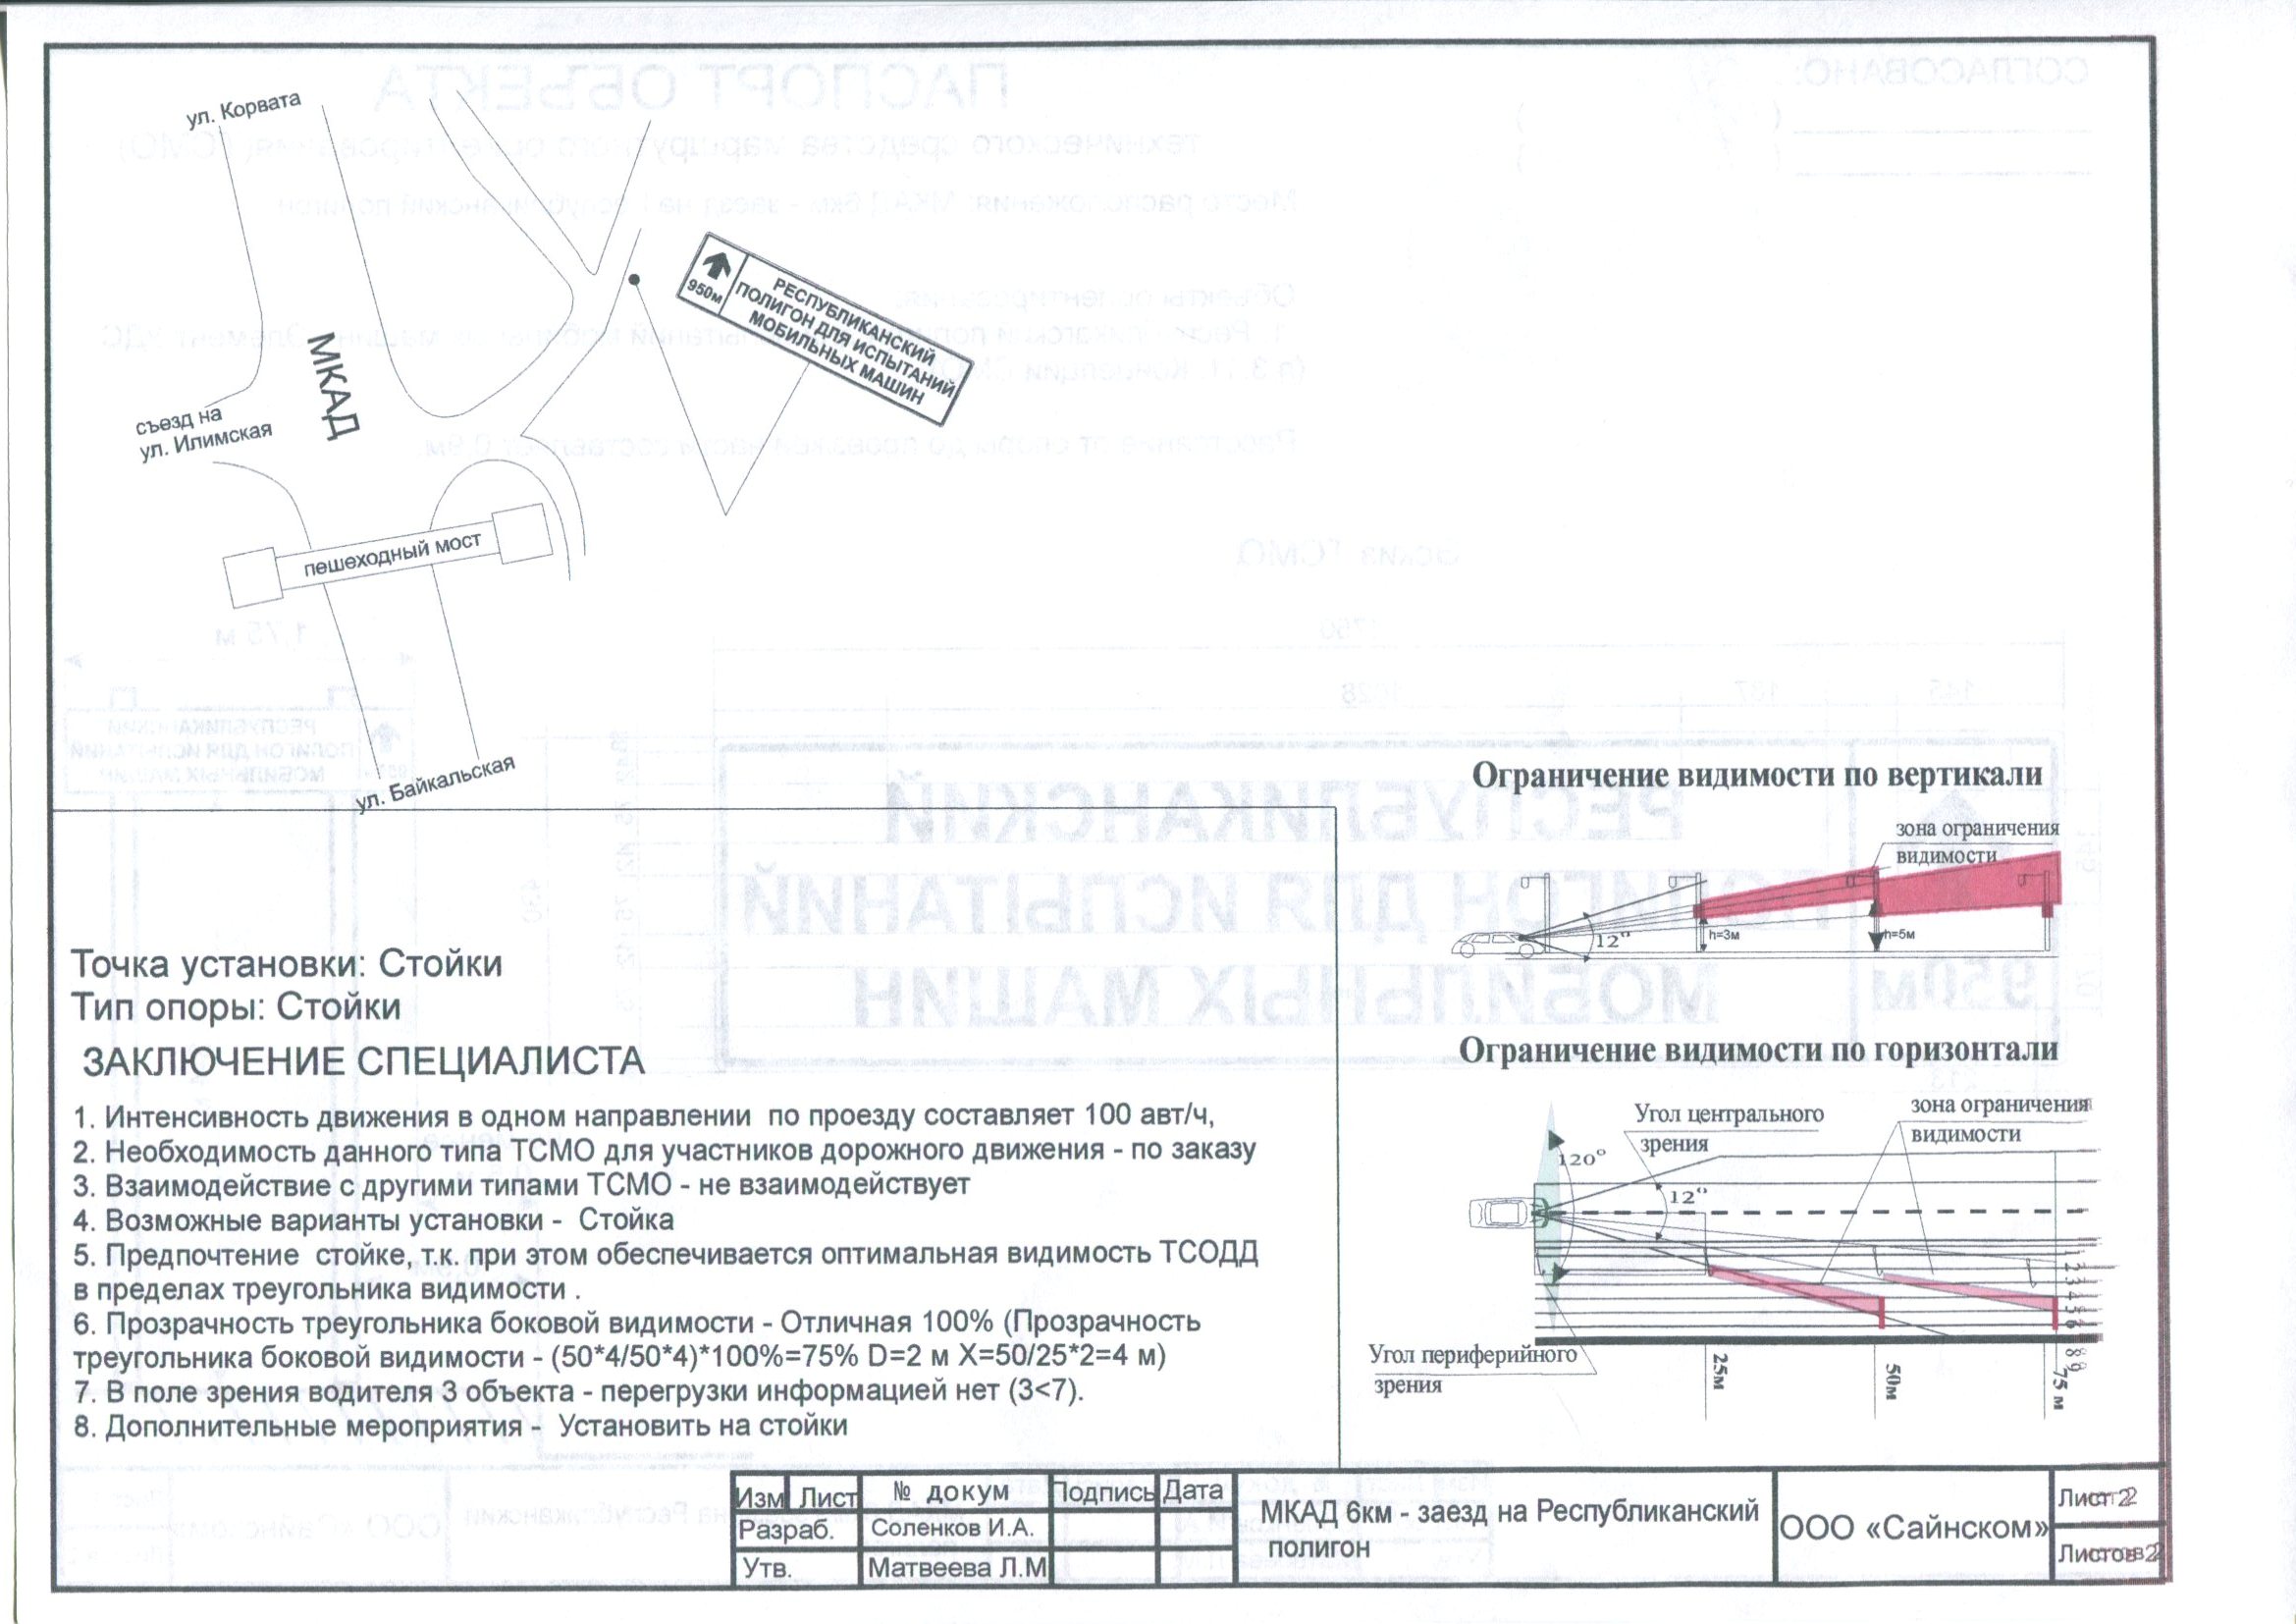 ул. Корвата
950м
РЕСПУБЛИКАНСКИЙ
ПОЛИГОН ДЛЯ ИСПЫТАНИЙ
МОБИЛЬНЫХ МАШИН
МКАД
съезд на
ул. Илимская
пешеходный мост
ул. Байкальская
Ограничение видимости по вертикали
зона ограничения
видимости
12°
h=3м
h=5м
Точка установки: Стойки
Тип опоры: Стойки
ЗАКЛЮЧЕНИЕ СПЕЦИАЛИСТА
1. Интенсивность движения в одном направлении по проезду составляет 100 авт/ч,
2. Необходимость данного типа ТСМО для участников дорожного движения - по заказу
3. Взаимодействие с другими типами ТСМО - не взаимодействует
4. Возможные варианты установки - Стойка
5. Предпочтение стойке, т.к. при этом обеспечивается оптимальная видимость ТСОДД
в пределах треугольника видимости .
6. Прозрачность треугольника боковой видимости - Отличная 100% (Прозрачность
треугольника боковой видимости - (50*4/50*4)*100%=75% D=2 м X=50/25*2=4 м)
7. В поле зрения водителя 3 объекта - перегрузки информацией нет (3<7).
8. Дополнительные мероприятия - Установить на стойки
Ограничение видимости по горизонтали
Угол центрального
зрения
зона ограничения
видимости
120°
12°
Угол периферийного
зрения
25м
50м
75 м
Изм Лист № докум Подпись Дата
Разраб. Соленков И.А.
Утв. Матвеева Л.М
МКАД 6км - заезд на Республиканский
полигон
ООО «Сайнском»
Лист 2
Листов 2